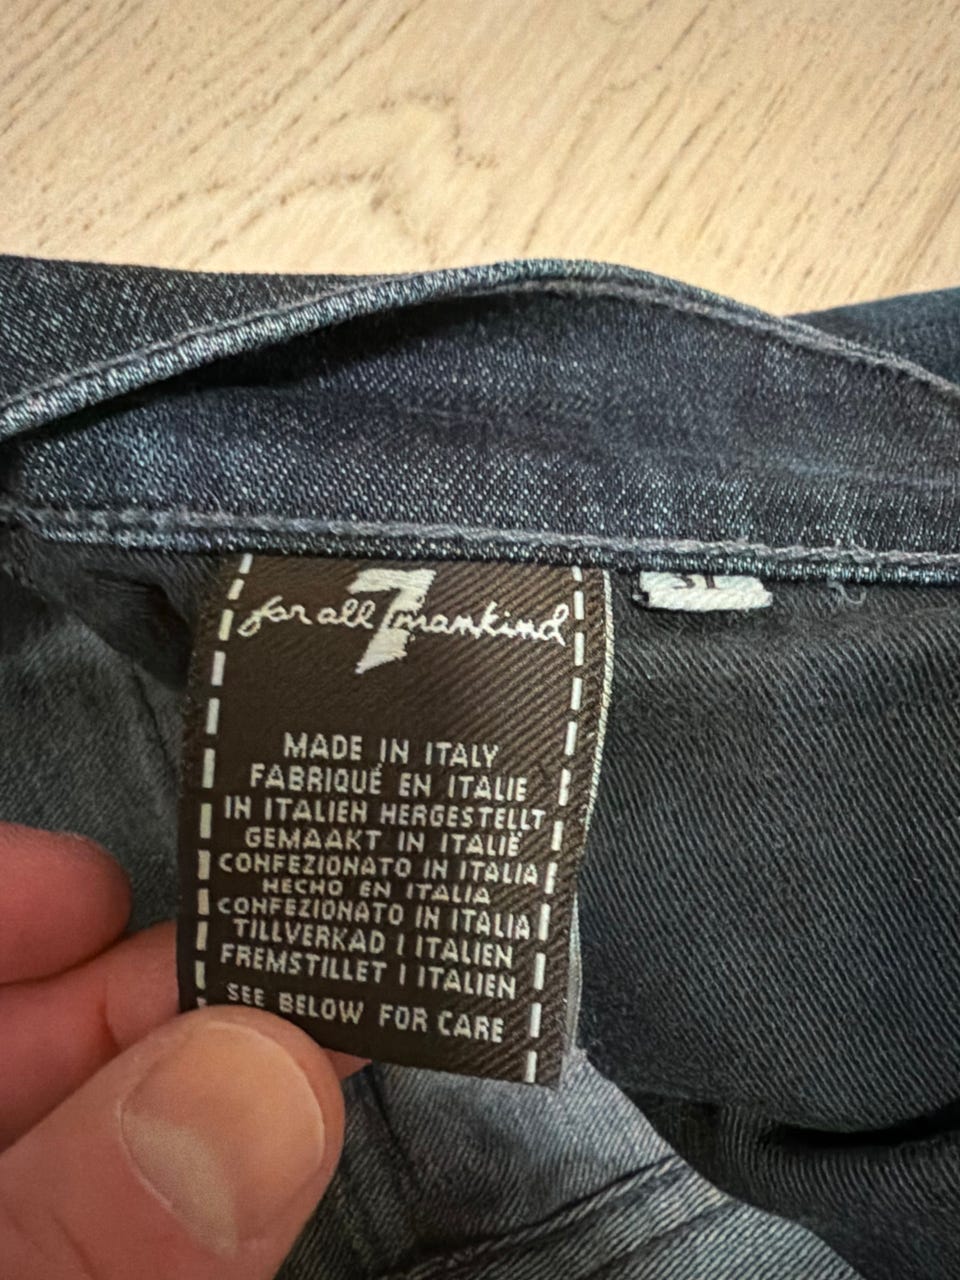 for all 7 mankind
MADE IN ITALY
FABRIQUÉ EN ITALIE
IN ITALIEN HERGESTELLT
GEMAAKT IN ITALIË
CONFEZIONATO IN ITALIA
HECHO EN ITALIA
CONFEZIONATO IN ITALIA
TILLVERKAD I ITALIEN
FREMSTILLET I ITALIEN
SEE BELOW FOR CARE